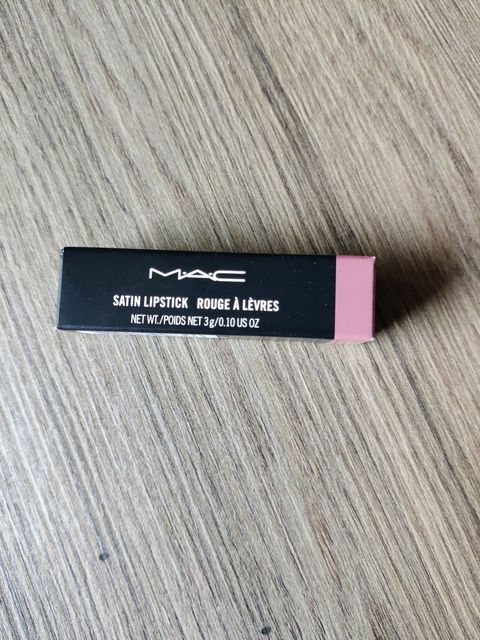 M·A·C
SATIN LIPSTICK ROUGE À LÈVRES
NET WT./POIDS NET 3 g/0.10 US OZ